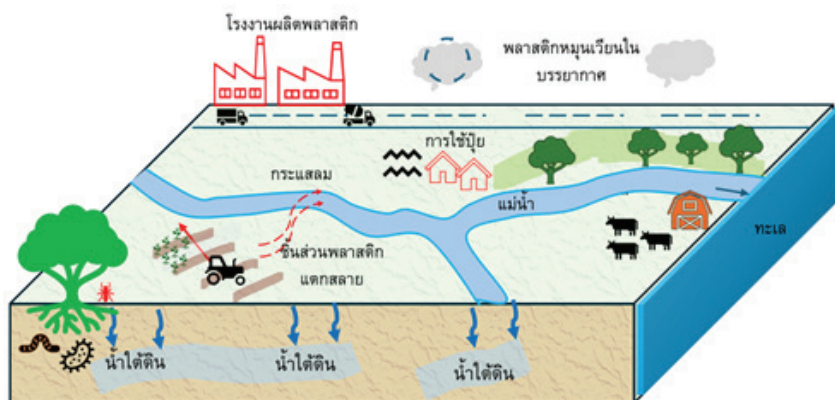 โรงงานผลิตพลาสติก
พลาสติกหมุนเวียนใน
บรรยากาศ
การใช้ปุ๋ย
กระแสลม
แม่น้ำ
ทะเล
ชิ้นส่วนพลาสติก
แตกสลาย
น้ำใต้ดิน
น้ำใต้ดิน
น้ำใต้ดิน